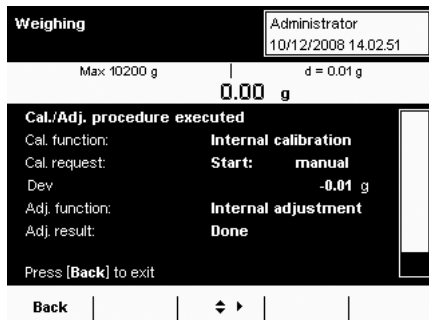 Weighing Administrator
10/12/2008 14.02.51
Max 10200 g d = 0.01 g
0.00 g
Cal./Adj. procedure executed
Cal. function: Internal calibration
Cal. request: Start: manual
Dev -0.01 g
Adj. function: Internal adjustment
Adj. result: Done
Press [Back] to exit
Back